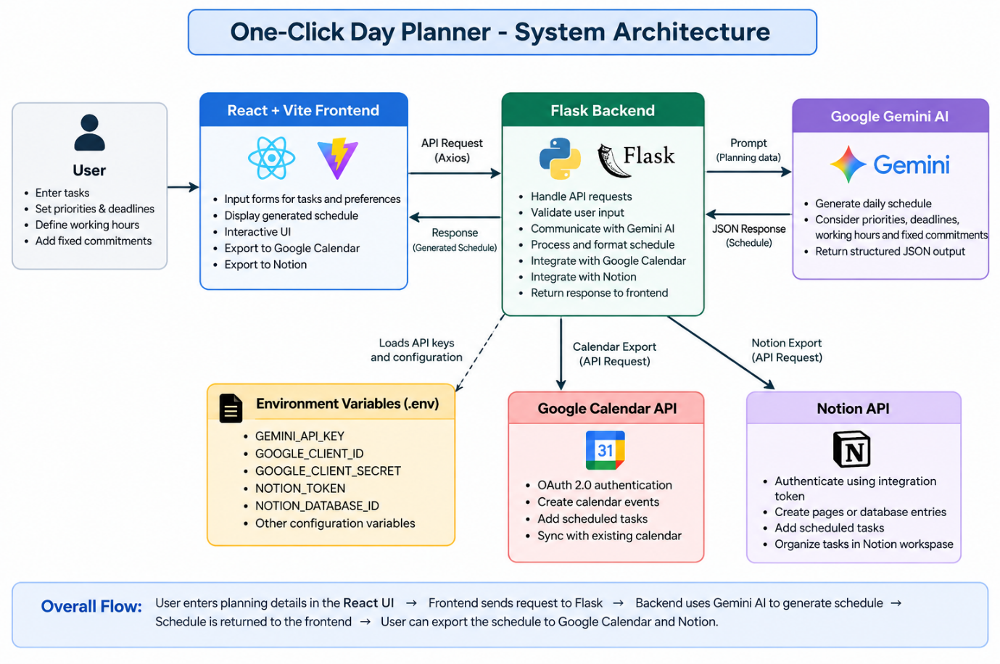 One-Click Day Planner - System Architecture
User
• Enter tasks
• Set priorities & deadlines
• Define working hours
• Add fixed commitments
React + Vite Frontend
• Input forms for tasks and preferences
• Display generated schedule
• Interactive UI
• Export to Google Calendar
• Export to Notion
API Request
(Axios)
Response
(Generated Schedule)
Flask Backend
Flask
• Handle API requests
• Validate user input
• Communicate with Gemini AI
• Process and format schedule
• Integrate with Google Calendar
• Integrate with Notion
• Return response to frontend
Prompt
(Planning data)
JSON Response
(Schedule)
Google Gemini AI
Gemini
• Generate daily schedule
• Consider priorities, deadlines,
working hours and fixed commitments
• Return structured JSON output
Loads API keys
and configuration
Calendar Export
(API Request)
Notion Export
(API Request)
Environment Variables (.env)
• GEMINI_API_KEY
• GOOGLE_CLIENT_ID
• GOOGLE_CLIENT_SECRET
• NOTION_TOKEN
• NOTION_DATABASE_ID
• Other configuration variables
Google Calendar API
31
• OAuth 2.0 authentication
• Create calendar events
• Add scheduled tasks
• Sync with existing calendar
Notion API
N
• Authenticate using integration
token
• Create pages or database entries
• Add scheduled tasks
• Organize tasks in Notion workspase
Overall Flow: User enters planning details in the React UI → Frontend sends request to Flask → Backend uses Gemini AI to generate schedule →
Schedule is returned to the frontend → User can export the schedule to Google Calendar and Notion.